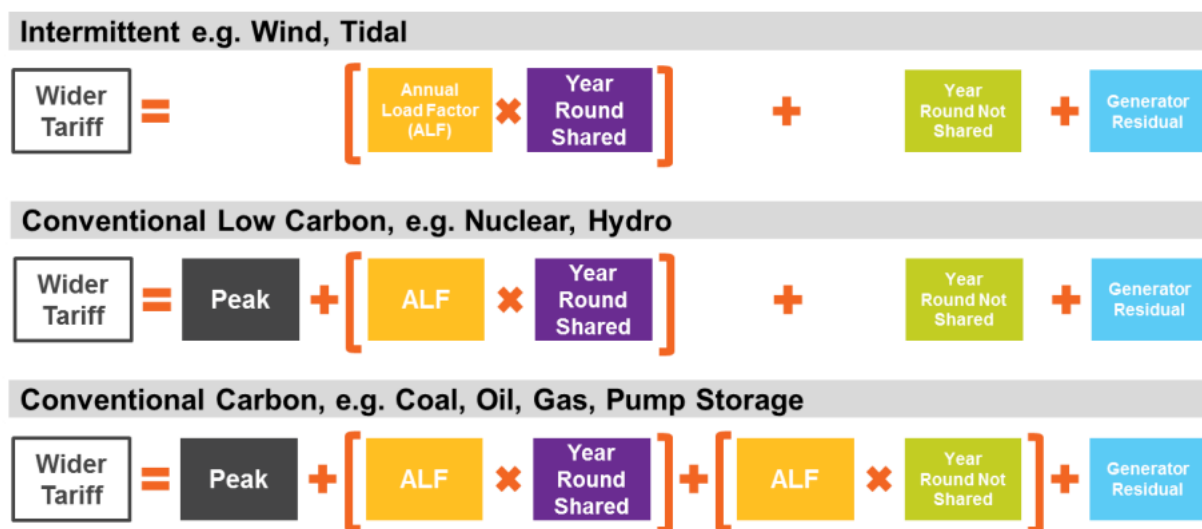 Intermittent e.g. Wind, Tidal
Wider
Tariff
=
[
Annual
Load Factor
(ALF)
×
Year
Round
Shared
]
+
Year
Round Not
Shared
+
Generator
Residual
Conventional Low Carbon, e.g. Nuclear, Hydro
Wider
Tariff
=
Peak
+
[
ALF
×
Year
Round
Shared
]
+
Year
Round Not
Shared
+
Generator
Residual
Conventional Carbon, e.g. Coal, Oil, Gas, Pump Storage
Wider
Tariff
=
Peak
+
[
ALF
×
Year
Round
Shared
]
+
[
ALF
×
Year
Round Not
Shared
]
+
Generator
Residual